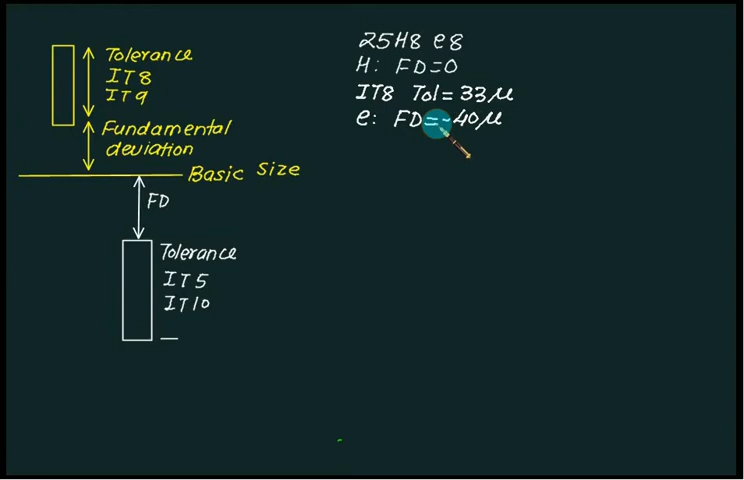 Tolerance
IT8
IT9
Fundamental
deviation
Basic Size
FD
Tolerance
IT5
IT10
25H8 e8
H: FD=0
IT8 Tol=33μ
e: FD=-40μ